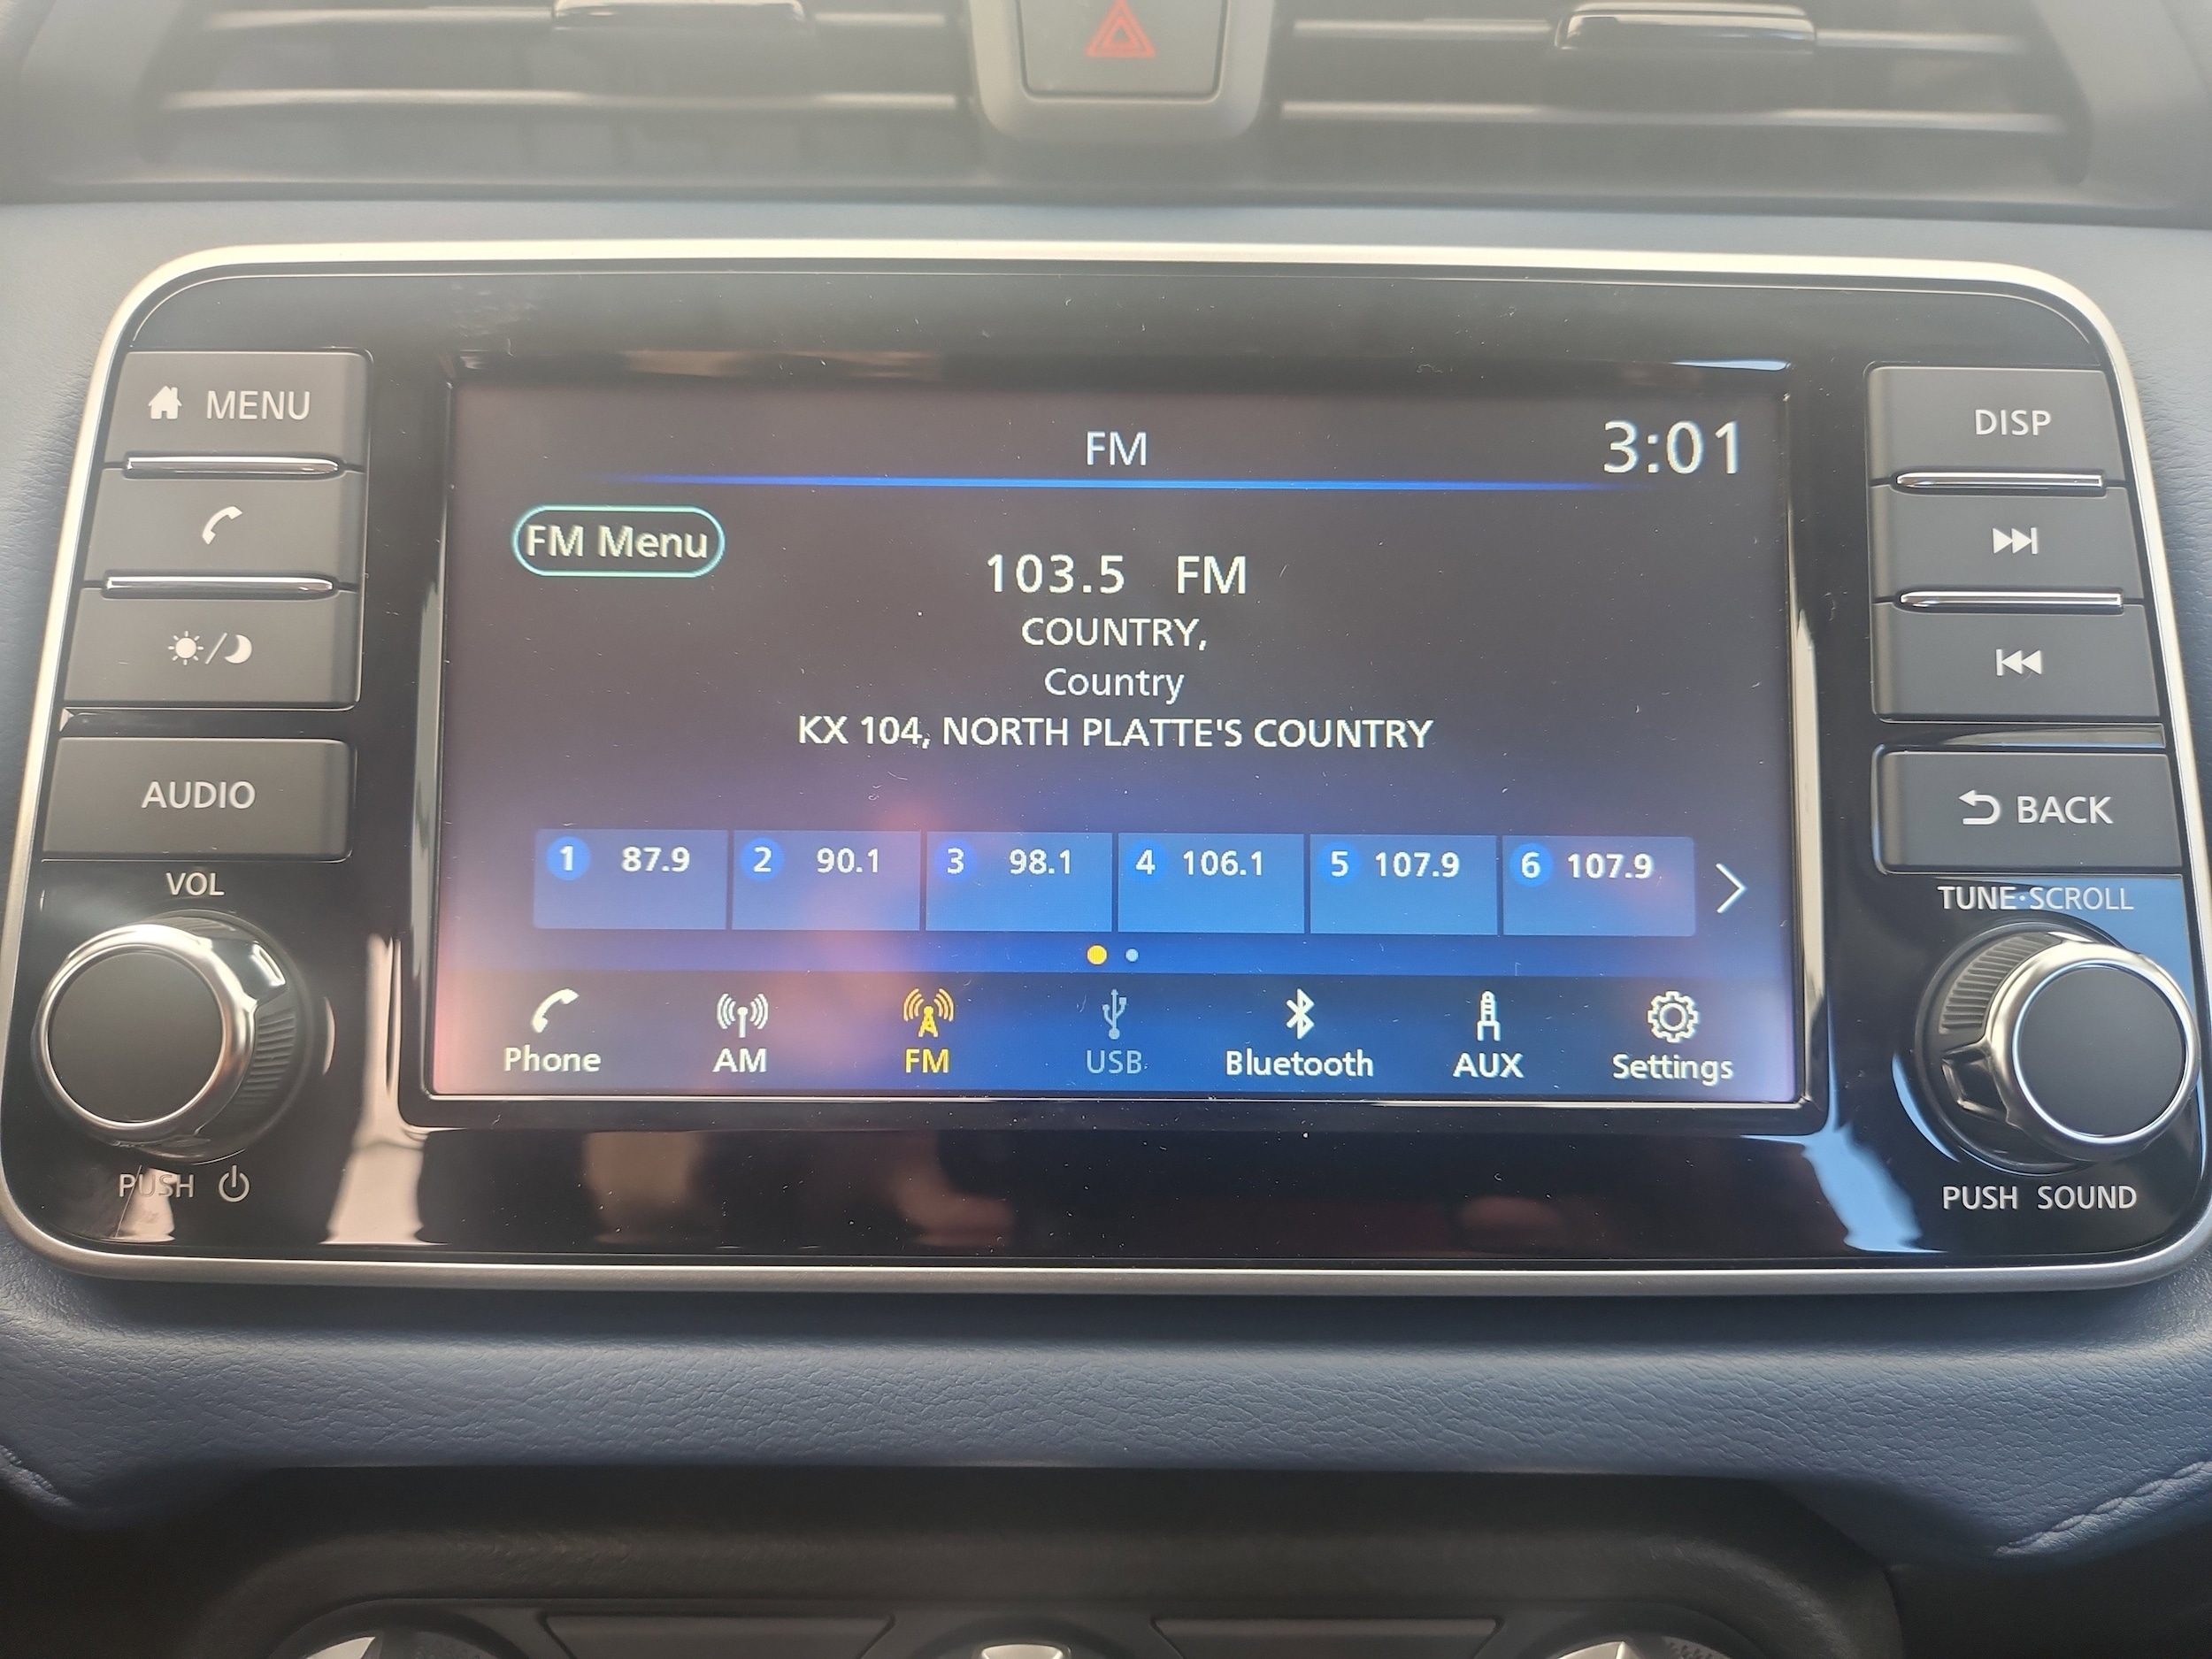 MENU
DISP
FM
3:01
FM Menu
103.5 FM
COUNTRY,
Country
KX 104, NORTH PLATTE'S COUNTRY
AUDIO
BACK
VOL
TUNE·SCROLL
1 87.9 2 90.1 3 98.1 4 106.1 5 107.9 6 107.9
Phone AM FM USB Bluetooth AUX Settings
PUSH
PUSH SOUND